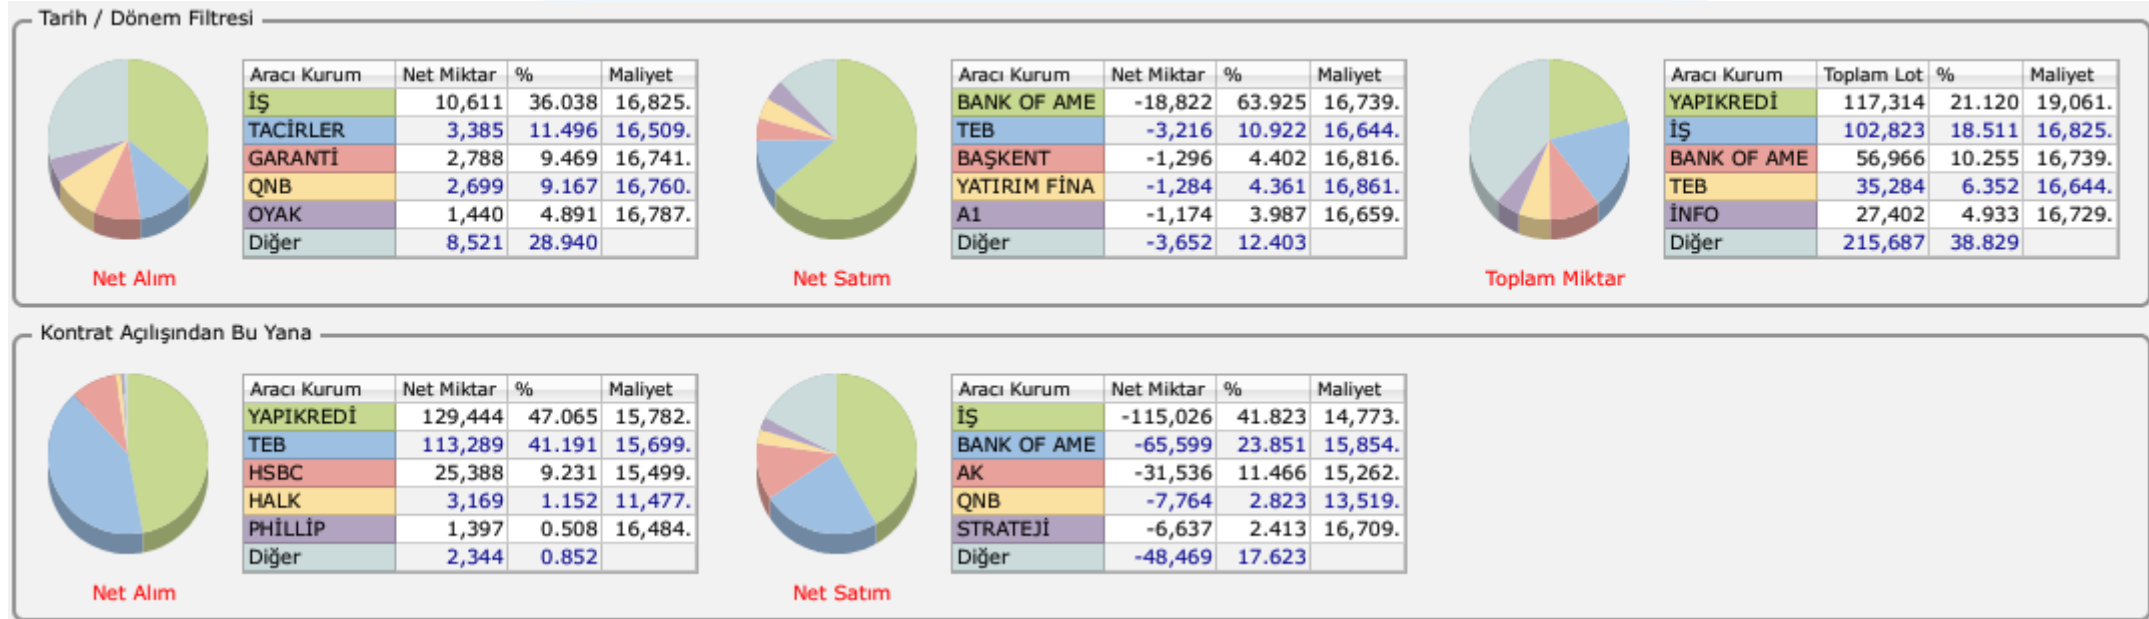 Tarih / Dönem Filtresi
Aracı Kurum Net Miktar % Maliyet
İŞ 10,611 36.038 16,825.
TACİRLER 3,385 11.496 16,509.
GARANTİ 2,788 9.469 16,741.
QNB 2,699 9.167 16,760.
OYAK 1,440 4.891 16,787.
Diğer 8,521 28.940
Net Alım
Aracı Kurum Net Miktar % Maliyet
BANK OF AME -18,822 63.925 16,739.
TEB -3,216 10.922 16,644.
BAŞKENT -1,296 4.402 16,816.
YATIRIM FİNA -1,284 4.361 16,861.
A1 -1,174 3.987 16,659.
Diğer -3,652 12.403
Net Satım
Aracı Kurum Toplam Lot % Maliyet
YAPIKREDİ 117,314 21.120 19,061.
İŞ 102,823 18.511 16,825.
BANK OF AME 56,966 10.255 16,739.
TEB 35,284 6.352 16,644.
İNFO 27,402 4.933 16,729.
Diğer 215,687 38.829
Toplam Miktar
Kontrat Açılışından Bu Yana
Aracı Kurum Net Miktar % Maliyet
YAPIKREDİ 129,444 47.065 15,782.
TEB 113,289 41.191 15,699.
HSBC 25,388 9.231 15,499.
HALK 3,169 1.152 11,477.
PHİLLİP 1,397 0.508 16,484.
Diğer 2,344 0.852
Net Alım
Aracı Kurum Net Miktar % Maliyet
İŞ -115,026 41.823 14,773.
BANK OF AME -65,599 23.851 15,854.
AK -31,536 11.466 15,262.
QNB -7,764 2.823 13,519.
STRATEJİ -6,637 2.413 16,709.
Diğer -48,469 17.623
Net Satım